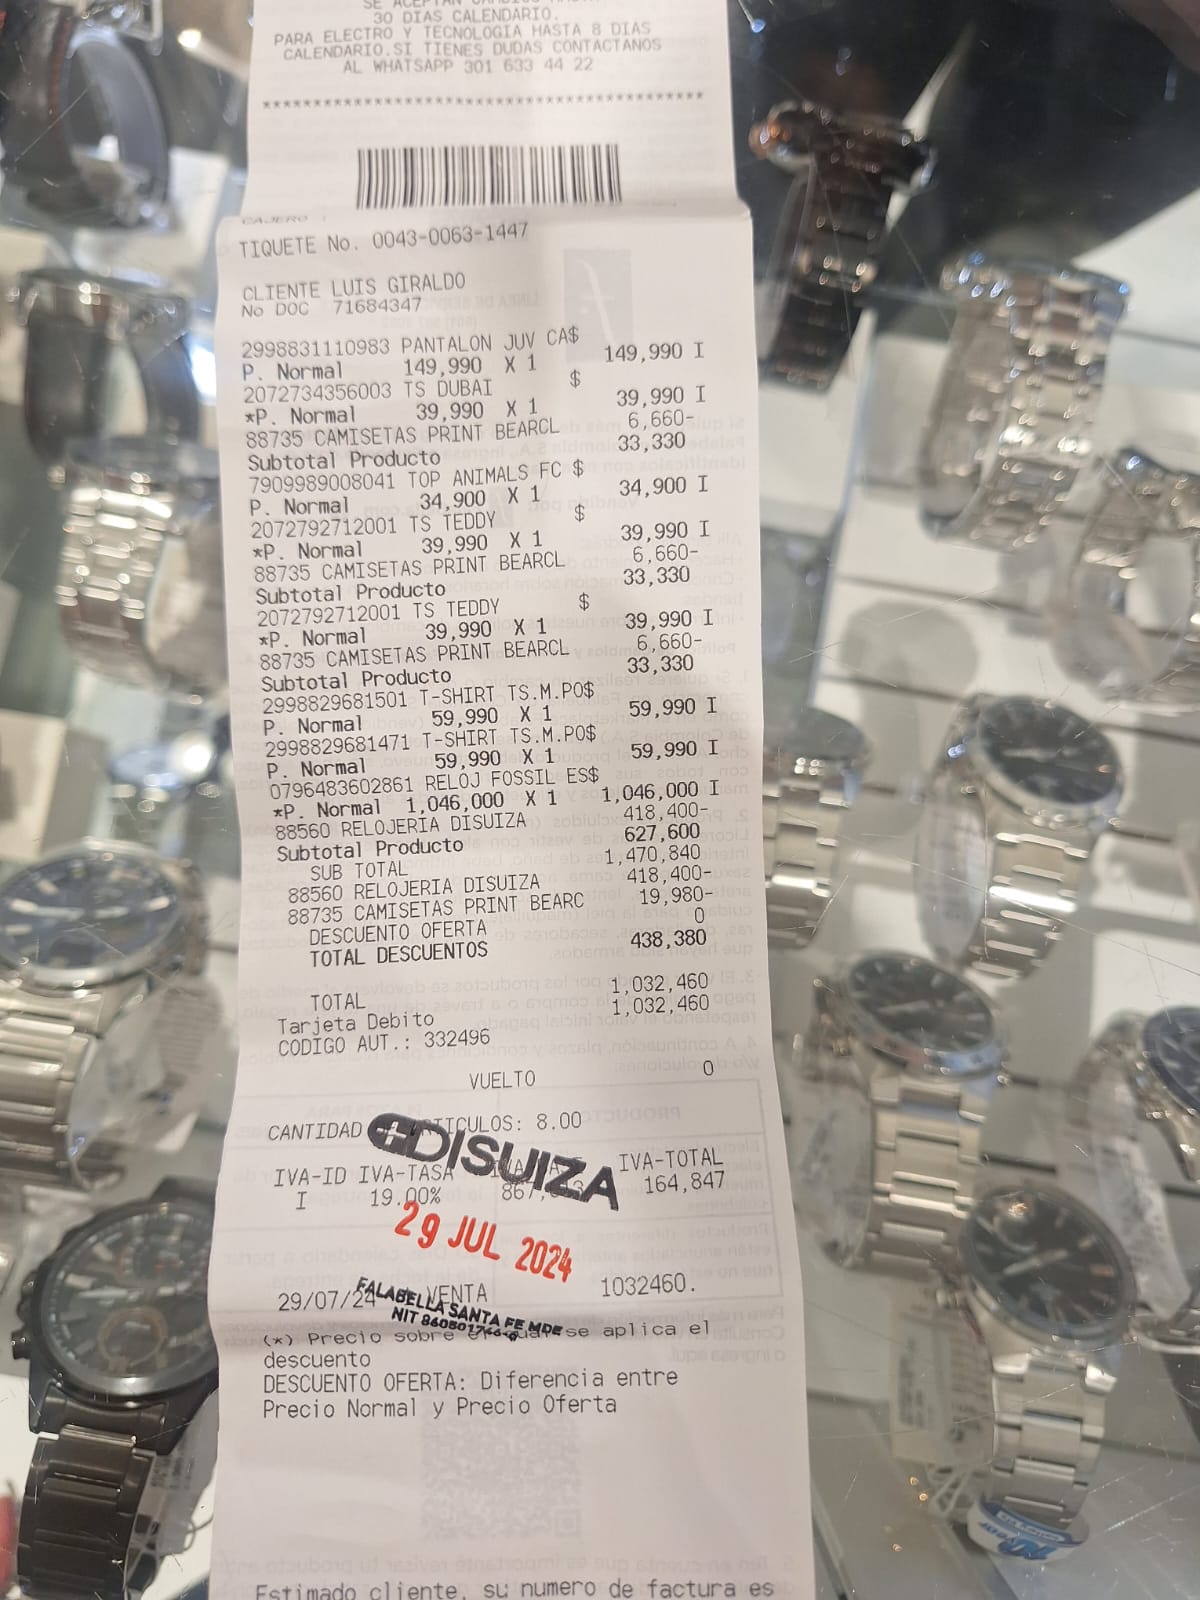 SE ACEPTAN CAMBIOS HASTA
30 DIAS CALENDARIO.
PARA ELECTRO Y TECNOLOGIA HASTA 8 DIAS
CALENDARIO.SI TIENES DUDAS CONTACTANOS
AL WHATSAPP 301 633 44 22
****************************************
CAJERO :
TIQUETE No. 0043-0063-1447
CLIENTE LUIS GIRALDO
No DOC 71684347
2998831110983 PANTALON JUV CA$
P. Normal 149,990 X 1 149,990 I
2072734356003 TS DUBAI $
*P. Normal 39,990 X 1 39,990 I
88735 CAMISETAS PRINT BEARCL 6,660-
Subtotal Producto 33,330
7909989008041 TOP ANIMALS FC $
P. Normal 34,900 X 1 34,900 I
2072792712001 TS TEDDY $
*P. Normal 39,990 X 1 39,990 I
88735 CAMISETAS PRINT BEARCL 6,660-
Subtotal Producto 33,330
2072792712001 TS TEDDY $
*P. Normal 39,990 X 1 39,990 I
88735 CAMISETAS PRINT BEARCL 6,660-
Subtotal Producto 33,330
2998829681501 T-SHIRT TS.M.PO$
P. Normal 59,990 X 1 59,990 I
2998829681471 T-SHIRT TS.M.PO$
P. Normal 59,990 X 1 59,990 I
0796483602861 RELOJ FOSSIL ES$
*P. Normal 1,046,000 X 1 1,046,000 I
88560 RELOJERIA DISUIZA 418,400-
Subtotal Producto 627,600
SUB TOTAL 1,470,840
88560 RELOJERIA DISUIZA 418,400-
88735 CAMISETAS PRINT BEARC 19,980-
DESCUENTO OFERTA 0
TOTAL DESCUENTOS 438,380
TOTAL 1,032,460
Tarjeta Debito 1,032,460
CODIGO AUT.: 332496
VUELTO 0
CANTIDAD ARTICULOS: 8.00
DISUIZA
IVA-ID IVA-TASA IVA-TOTAL
I 19.00% 164,847
29 JUL 2024
29/07/24 VENTA 1032460.
FALABELLA SANTA FE MDE
NIT
(*) Precio sobre el cual se aplica el
descuento
DESCUENTO OFERTA: Diferencia entre
Precio Normal y Precio Oferta
Estimado cliente, su numero de factura es